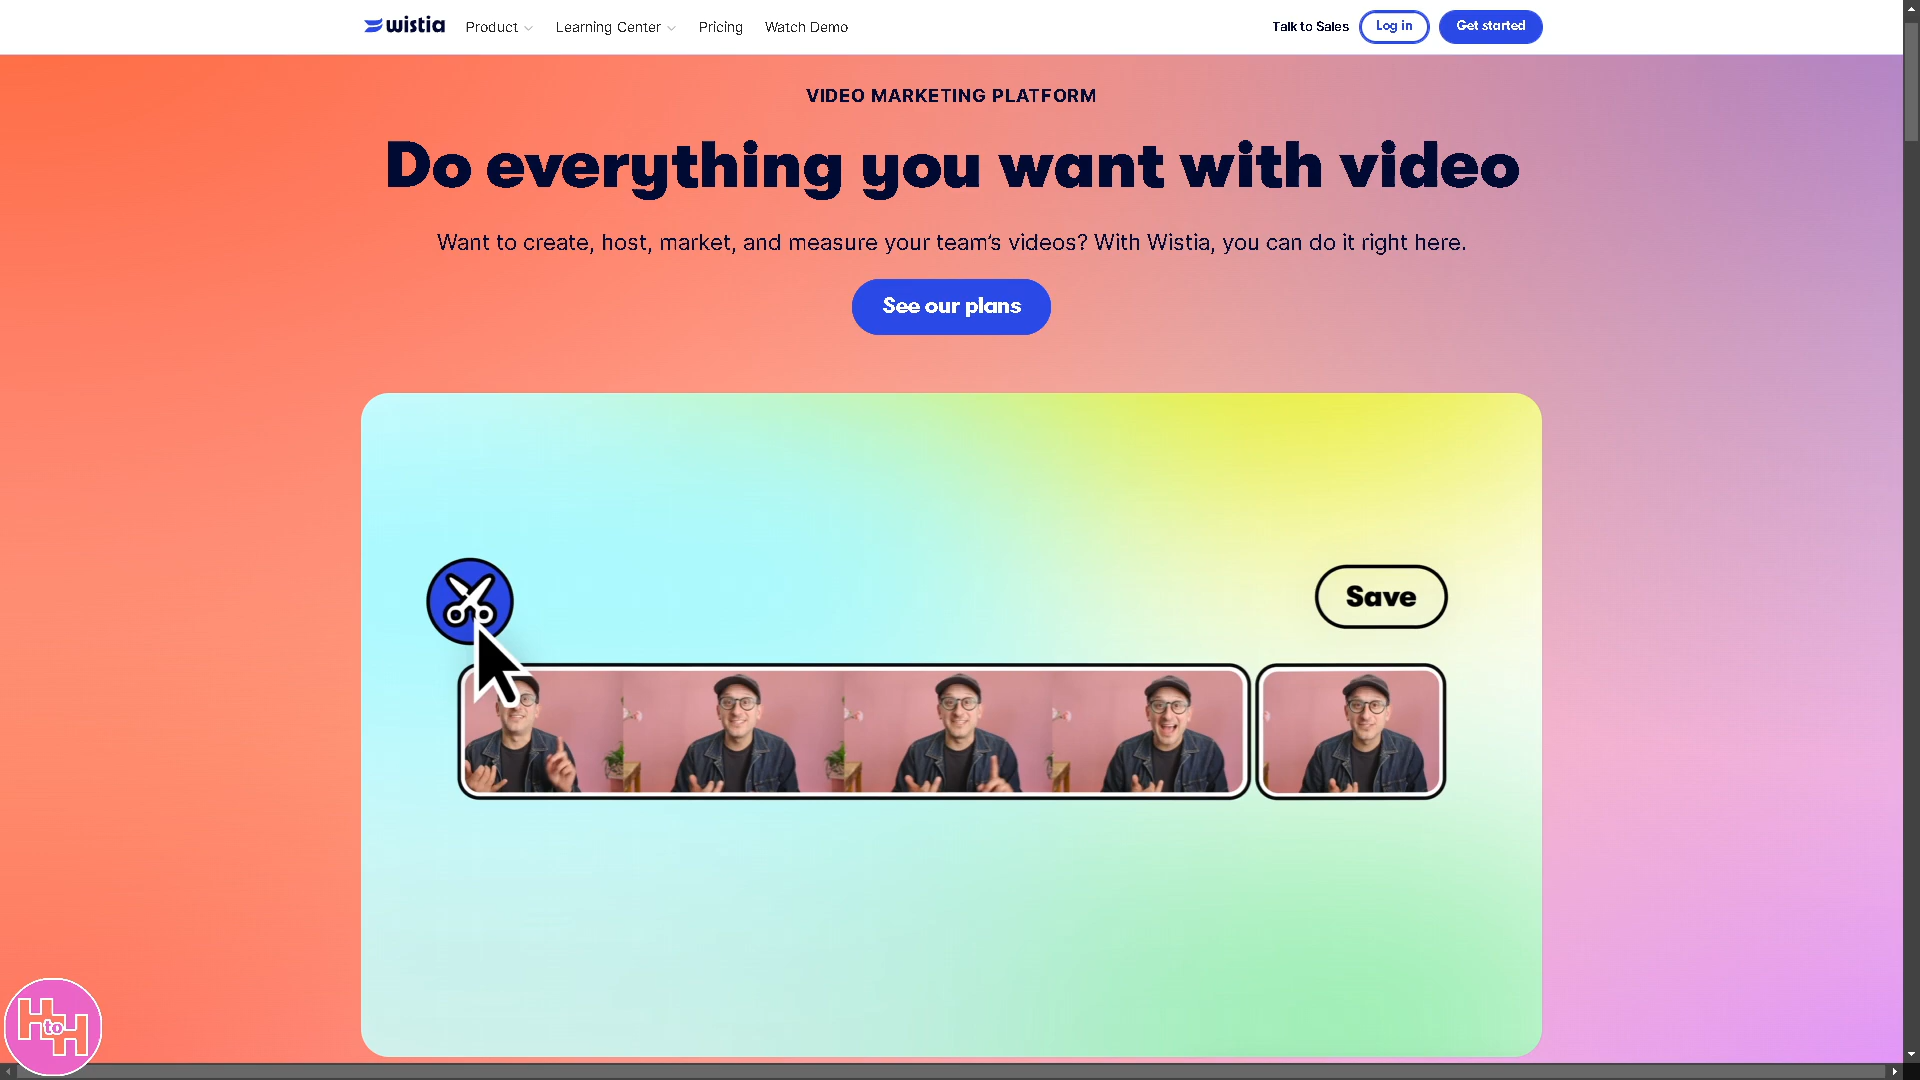 wistia Product Learning Center Pricing Watch Demo Talk to Sales Log in Get started
VIDEO MARKETING PLATFORM
Do everything you want with video
Want to create, host, market, and measure your team's videos? With Wistia, you can do it right here.
See our plans
Save
H to H